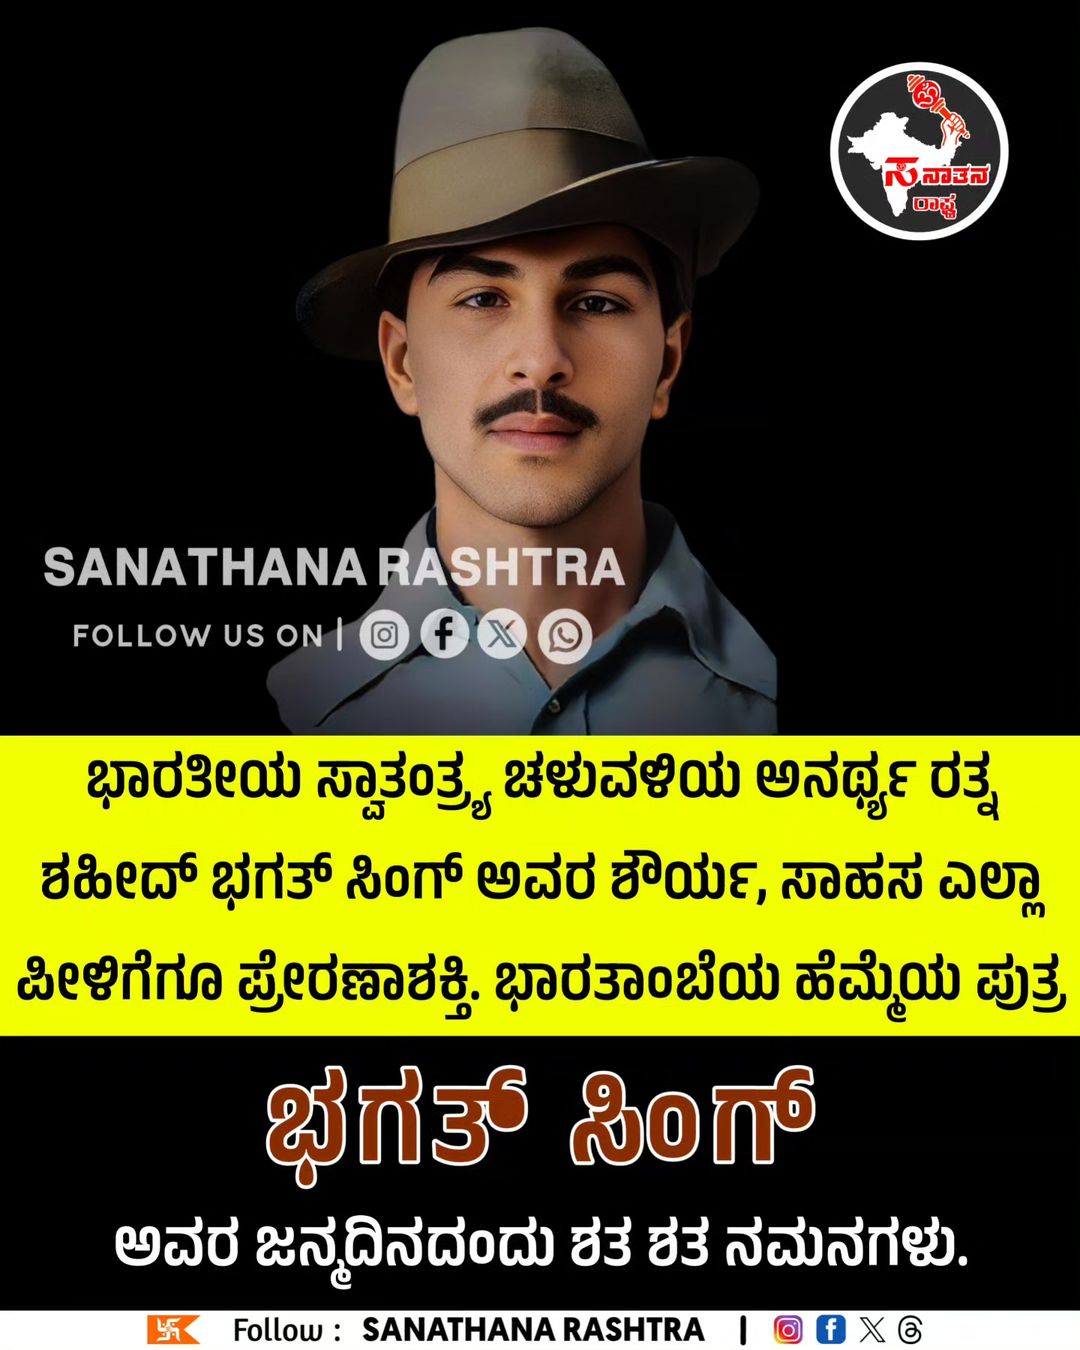 ಸನಾತನ
ರಾಷ್ಟ್ರ
SANATHANA RASHTRA
FOLLOW US ON |
ಭಾರತೀಯ ಸ್ವಾತಂತ್ರ್ಯ ಚಳುವಳಿಯ ಅನರ್ಥ್ಯ ರತ್ನ
ಶಹೀದ್ ಭಗತ್ ಸಿಂಗ್ ಅವರ ಶೌರ್ಯ, ಸಾಹಸ ಎಲ್ಲಾ
ಪೀಳಿಗೆಗೂ ಪ್ರೇರಣಾಶಕ್ತಿ. ಭಾರತಾಂಬೆಯ ಹೆಮ್ಮೆಯ ಪುತ್ರ
ಭಗತ್ ಸಿಂಗ್
ಅವರ ಜನ್ಮದಿನದಂದು ಶತ ಶತ ನಮನಗಳು.
Follow : SANATHANA RASHTRA |